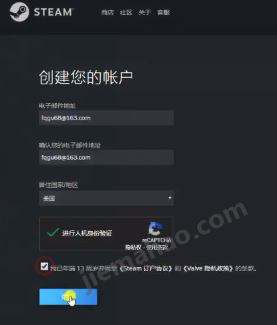 STEAM
商店 社区 关于 客服
创建您的帐户
电子邮件地址
fqgu68@163.com
确认您的电子邮件地址
fqgu68@163.com
居住国家/地区
美国
进行人机身份验证
reCAPTCHA
隐私权 - 使用条款
我已年满 13 周岁并同意《Steam 订户协议》和《Valve 隐私政策》的条款。
jiemandao.com